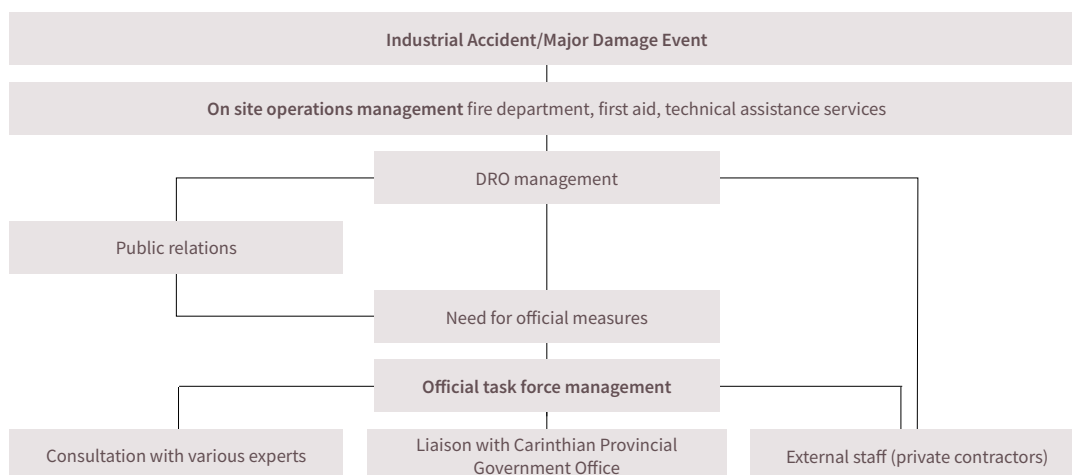 Industrial Accident/Major Damage Event
On site operations management fire department, first aid, technical assistance services
DRO management
Public relations
Need for official measures
Official task force management
Consultation with various experts
Liaison with Carinthian Provincial
Government Office
External staff (private contractors)